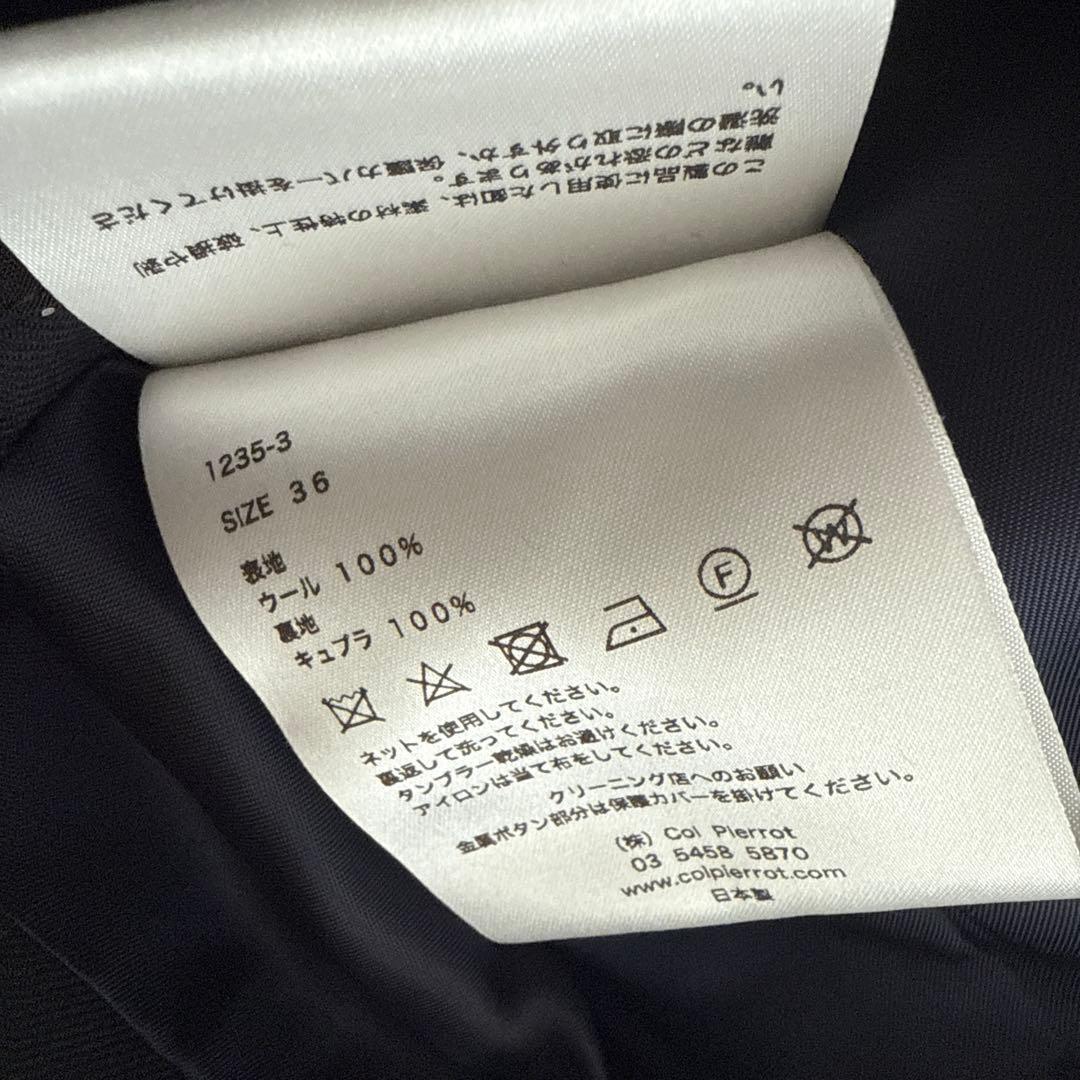 この製品に使用した釦は、素材の特性上、破損や剥
離などの恐れがあります。
洗濯の際に取り外すか、保護カバーを掛けてくださ
い。
1235-3
SIZE 36
表地
ウール 100%
裏地
キュプラ 100%
F
W
ネットを使用してください。
裏返して洗ってください。
タンブラー乾燥はお避けください。
アイロンは当て布をしてください。
クリーニング店へのお願い
金属ボタン部分は保護カバーを掛けてください。
(株) Col Pierrot
03 5458 5870
www.colpierrot.com
日本製